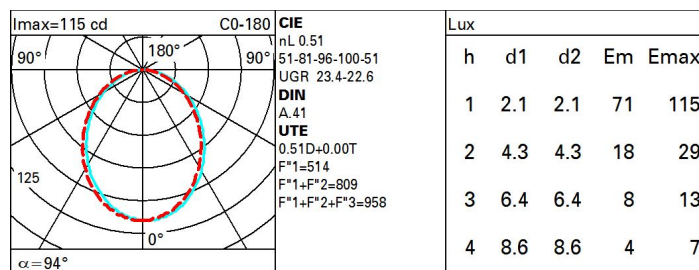 Imax=115 cd C0-180
90° 180° 90°
125
0°
α=94°
CIE
nL 0.51
51-81-96-100-51
UGR 23.4-22.6
DIN
A.41
UTE
0.51D+0.00T
F"1=514
F"1+F"2=809
F"1+F"2+F"3=958
Lux
h d1 d2 Em Emax
1 2.1 2.1 71 115
2 4.3 4.3 18 29
3 6.4 6.4 8 13
4 8.6 8.6 4 7